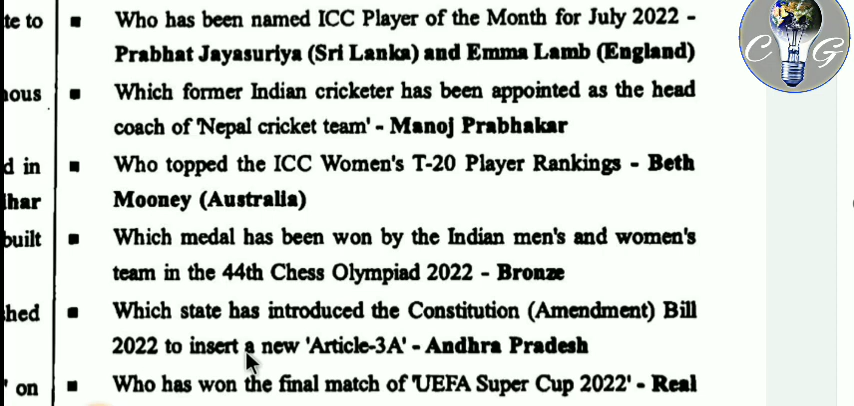 te to
Who has been named ICC Player of the Month for July 2022 -
Prabhat Jayasuriya (Sri Lanka) and Emma Lamb (England)
C G
nous
Which former Indian cricketer has been appointed as the head
coach of 'Nepal cricket team' - Manoj Prabhakar
d in
Who topped the ICC Women's T-20 Player Rankings - Beth
lhar
Mooney (Australia)
built
Which medal has been won by the Indian men's and women's
team in the 44th Chess Olympiad 2022 - Bronze
shed
Which state has introduced the Constitution (Amendment) Bill
2022 to insert a new 'Article-3A' - Andhra Pradesh
' on
Who has won the final match of 'UEFA Super Cup 2022' - Real